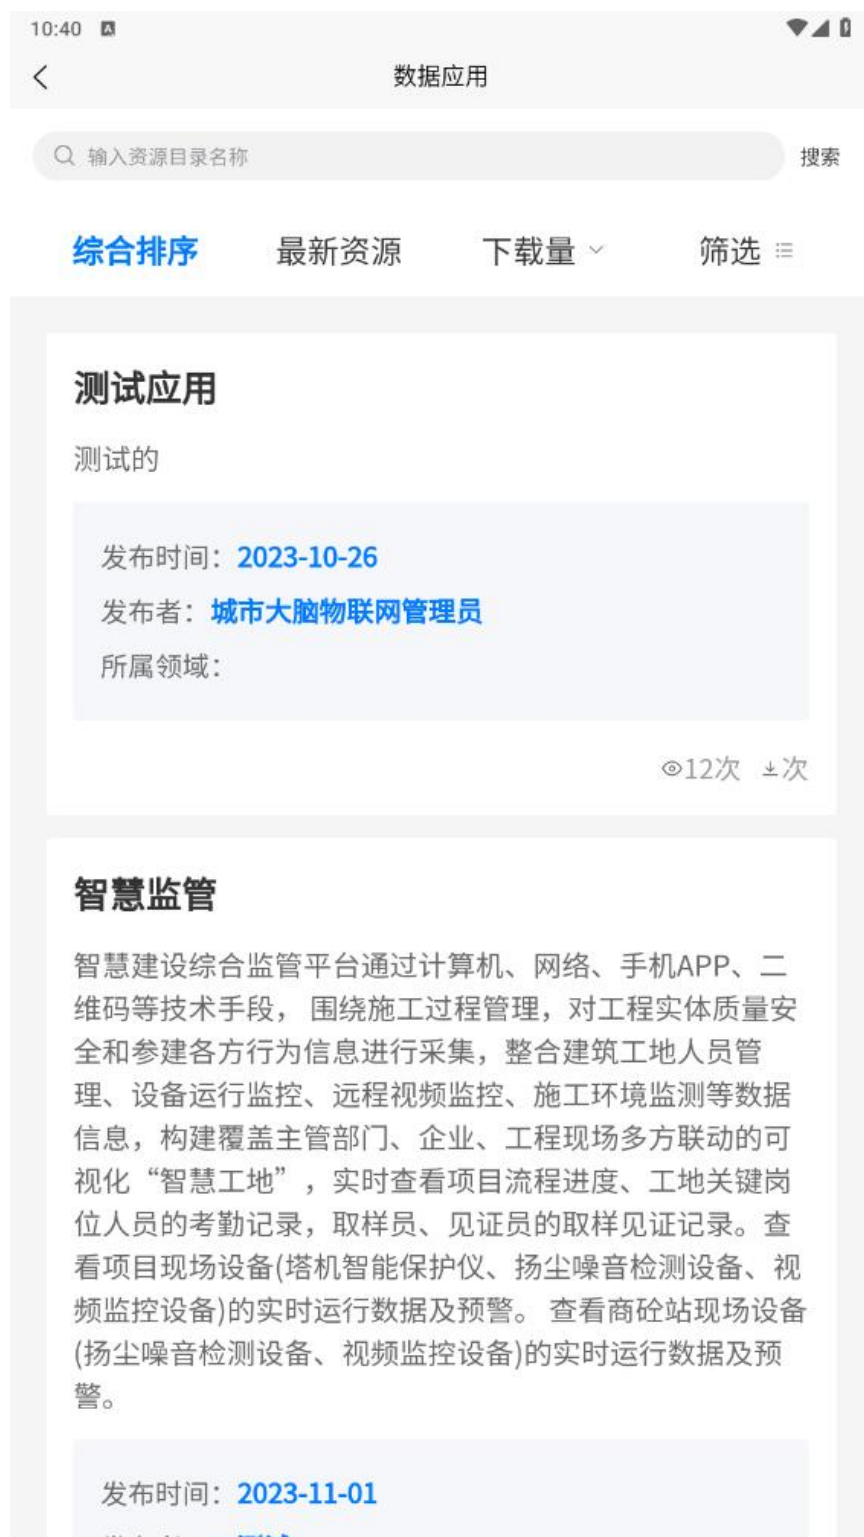 10:40
数据应用
输入资源目录名称
搜索
综合排序 最新资源 下载量 筛选
测试应用
测试的
发布时间：2023-10-26
发布者：城市大脑物联网管理员
所属领域：
12次 次
智慧监管
智慧建设综合监管平台通过计算机、网络、手机APP、二
维码等技术手段， 围绕施工过程管理，对工程实体质量安
全和参建各方行为信息进行采集，整合建筑工地人员管
理、设备运行监控、远程视频监控、施工环境监测等数据
信息，构建覆盖主管部门、企业、工程现场多方联动的可
视化“智慧工地”，实时查看项目流程进度、工地关键岗
位人员的考勤记录，取样员、见证员的取样见证记录。查
看项目现场设备(塔机智能保护仪、扬尘噪音检测设备、视
频监控设备)的实时运行数据及预警。 查看商砼站现场设备
(扬尘噪音检测设备、视频监控设备)的实时运行数据及预
警。
发布时间：2023-11-01